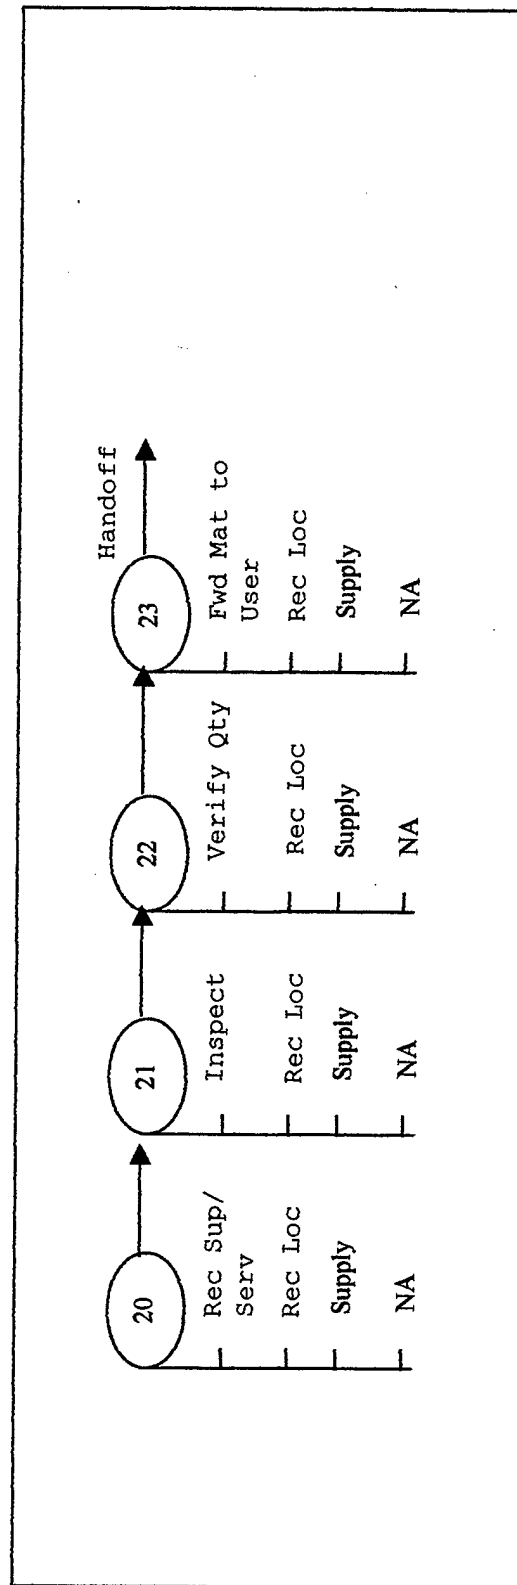 Handoff
20
Rec Sup/
Serv
Rec Loc
Supply
NA
21
Inspect
Rec Loc
Supply
NA
22
Verify Qty
Rec Loc
Supply
NA
23
Fwd Mat to
User
Rec Loc
Supply
NA